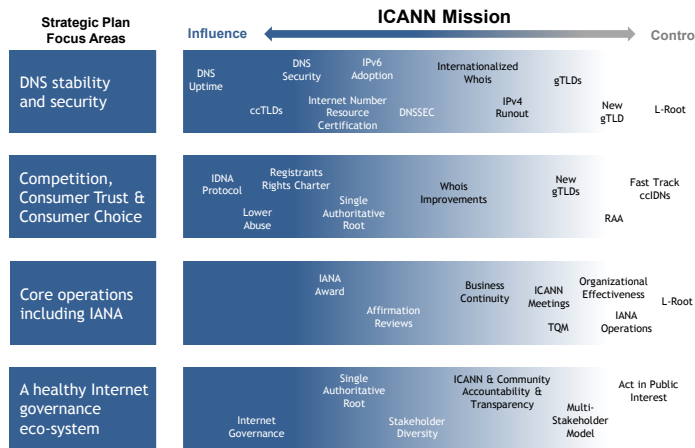 Strategic Plan
Focus Areas
ICANN Mission
Influence
Contro
DNS stability
and security
DNS
Uptime
ccTLDs
DNS
Security
IPv6
Adoption
Internet Number
Resource
Certification
DNSSEC
Internationalized
Whois
IPv4
Runout
gTLDs
New
gTLD
L-Root
Competition,
Consumer Trust &
Consumer Choice
IDNA
Protocol
Lower
Abuse
Registrants
Rights Charter
Single
Authoritative
Root
Whois
Improvements
New
gTLDs
RAA
Fast Track
ccIDNs
Core operations
including IANA
IANA
Award
Affirmation
Reviews
Business
Continuity
ICANN
Meetings
TQM
Organizational
Effectiveness
IANA
Operations
L-Root
A healthy Internet
governance
eco-system
Internet
Governance
Single
Authoritative
Root
Stakeholder
Diversity
ICANN & Community
Accountability &
Transparency
Multi-
Stakeholder
Model
Act in Public
Interest